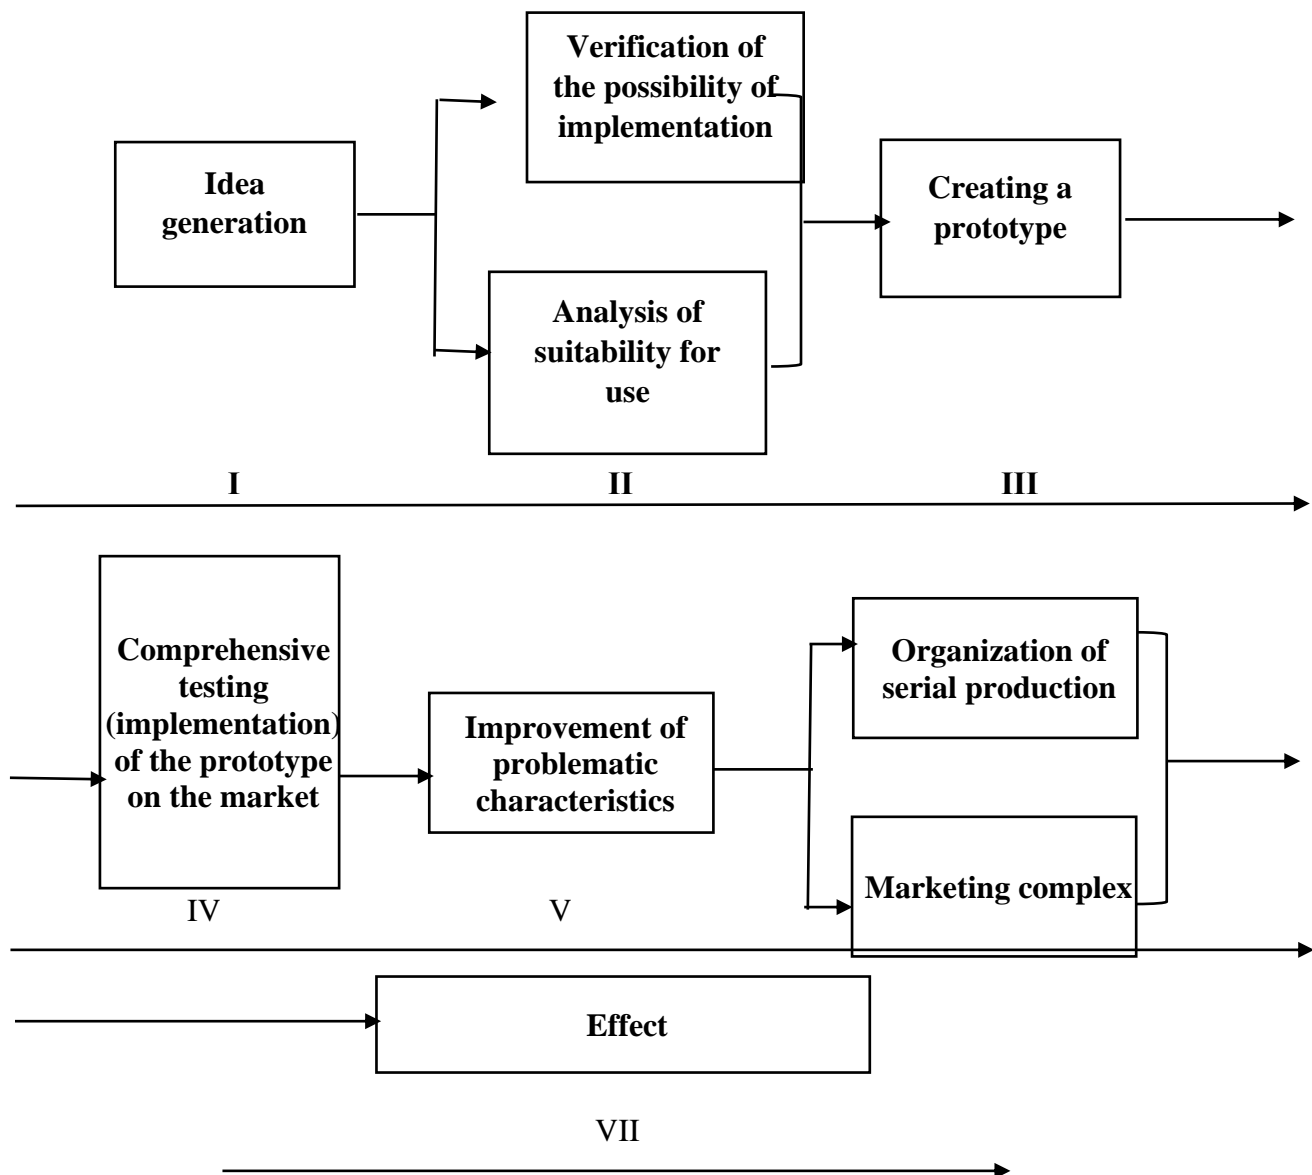 Verification of
the possibility of
implementation
Idea
generation
Creating a
prototype
Analysis of
suitability for
use
I
II
III
Comprehensive
testing
(implementation)
of the prototype
on the market
Improvement of
problematic
characteristics
Organization of
serial production
Marketing complex
IV
V
Effect
VII